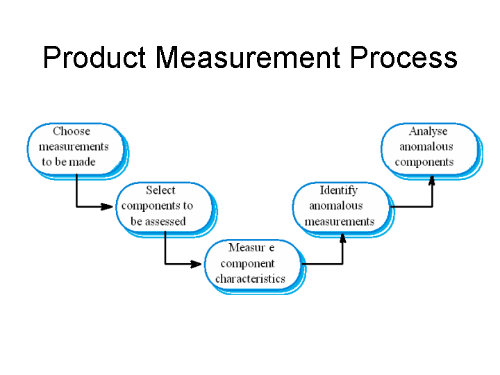 Product Measurement Process
Choose
measurements
to be made
Select
components to
be assessed
Measur e
component
characteristics
Identify
anomalous
measurements
Analyse
anomalous
components